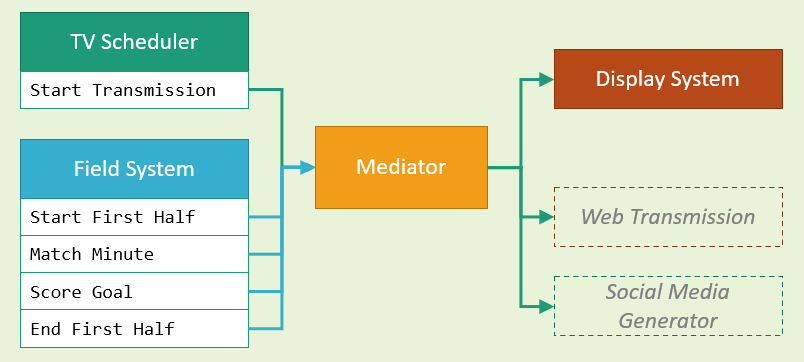 TV Scheduler
Start Transmission
Field System
Start First Half
Match Minute
Score Goal
End First Half
Mediator
Display System
Web Transmission
Social Media
Generator